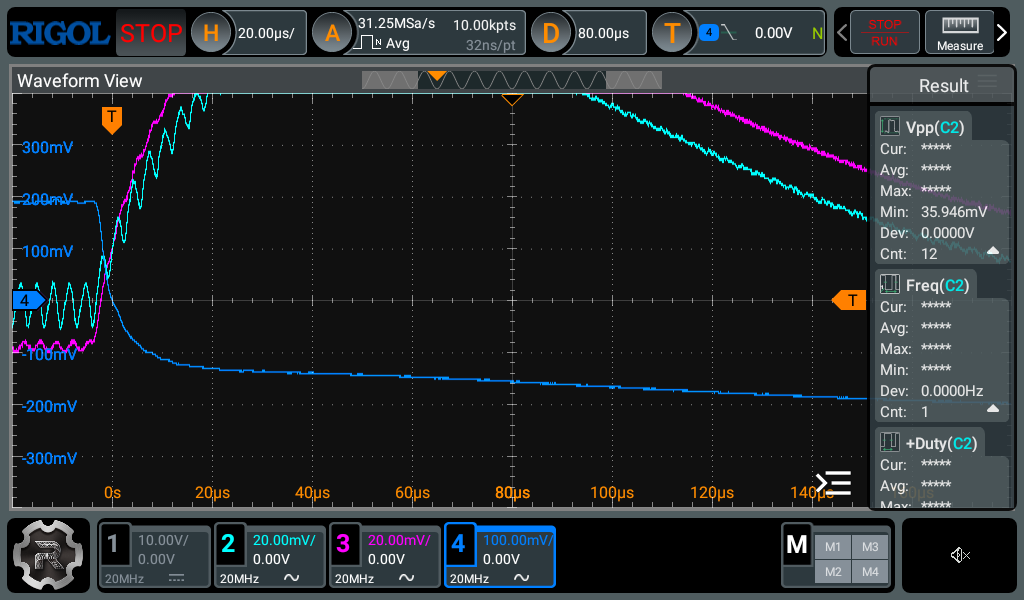 RIGOL STOP H 20.00µs/ A 31.25MSa/s 10.00kpts D 80.00µs T 4 0.00V N STOP
Avg 32ns/pt RUN Measure
Waveform View Result
T
Vpp(C2)
Cur: *****
Avg: *****
Max: *****
Min: 35.946mV
Dev: 0.0000V
Cnt: 12
Freq(C2)
Cur: *****
Avg: *****
Max: *****
Min: *****
Dev: 0.0000Hz
Cnt: 1
+Duty(C2)
Cur: *****
Avg: *****
Max: *****
300mV
200mV
100mV
4 T
-100mV
-200mV
-300mV
0s 20µs 40µs 60µs 80µs 100µs 120µs 140µs
1 10.00V/ 2 20.00mV/ 3 20.00mV/ 4 100.00mV/ M M1 M3
0.00V 0.00V 0.00V 0.00V
20MHz 20MHz 20MHz 20MHz M2 M4
R